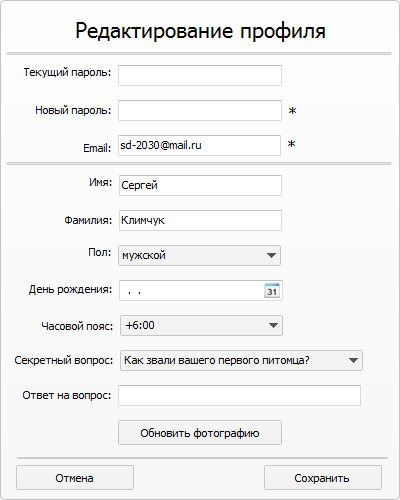 Редактирование профиля
Текущий пароль:
Новый пароль: *
Email: sd-2030@mail.ru *
Имя: Сергей
Фамилия: Климчук
Пол: мужской
День рождения: . . 31
Часовой пояс: +6:00
Секретный вопрос: Как звали вашего первого питомца?
Ответ на вопрос:
Обновить фотографию
Отмена Сохранить